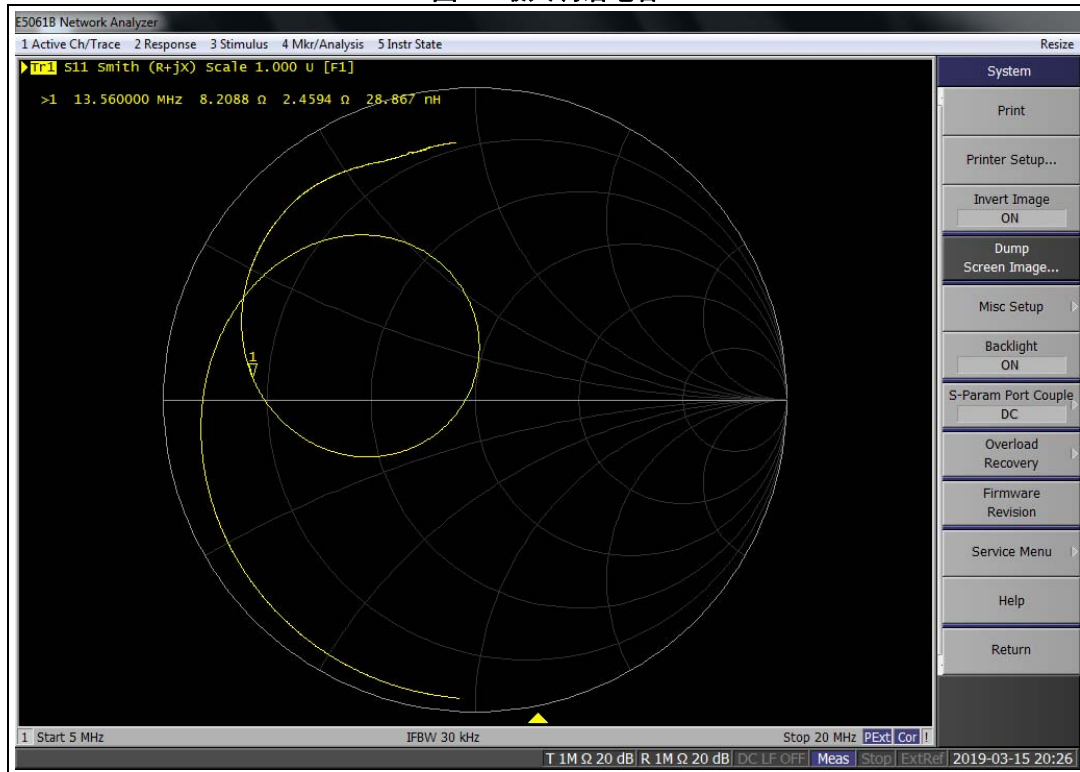 E5061B Network Analyzer
1 Active Ch/Trace 2 Response 3 Stimulus 4 Mkr/Analysis 5 Instr State Resize
Tr1 S11 Smith (R+jX) Scale 1.000 U [F1]
>1 13.560000 MHz 8.2088 Ω 2.4594 Ω 28.867 nH
1
System
Print
Printer Setup...
Invert Image
ON
Dump
Screen Image...
Misc Setup
Backlight
ON
S-Param Port Couple
DC
Overload
Recovery
Firmware
Revision
Service Menu
Help
Return
1 Start 5 MHz IFBW 30 kHz Stop 20 MHz PExt Cor !
T 1M Ω 20 dB R 1M Ω 20 dB DC LF OFF Meas Stop ExtRef 2019-03-15 20:26